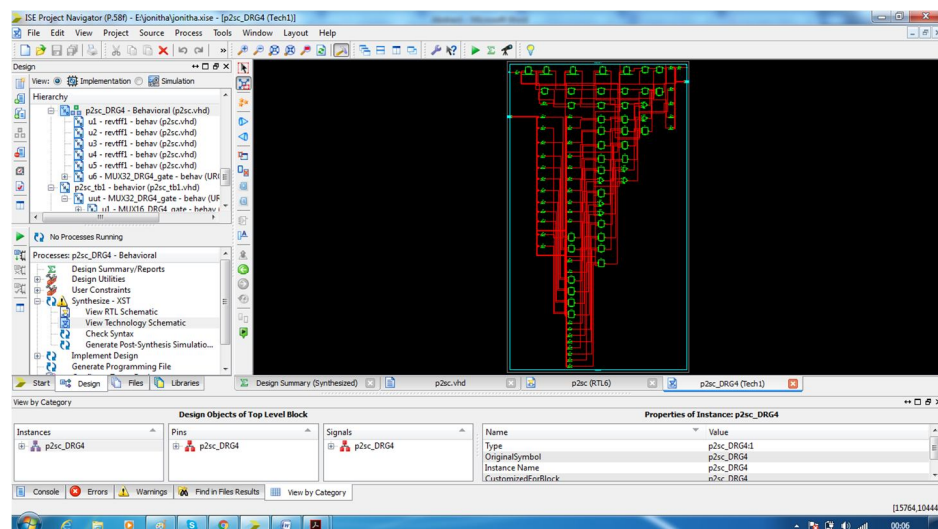 ISE Project Navigator (P.58f) - E:\jonitha\jonitha.xise - [p2sc_DRG4 (Tech1)]
File Edit View Project Source Process Tools Window Layout Help
Design
View: Implementation Simulation
Hierarchy
p2sc_DRG4 - Behavioral (p2sc.vhd)
u1 - revtff1 - behav (p2sc.vhd)
u2 - revtff1 - behav (p2sc.vhd)
u3 - revtff1 - behav (p2sc.vhd)
u4 - revtff1 - behav (p2sc.vhd)
u5 - revtff1 - behav (p2sc.vhd)
u6 - MUX32_DRG4_gate - behav (UR
p2sc_tb1 - behavior (p2sc_tb1.vhd)
uut - MUX32_DRG4_gate - behav (UF
u1 - MUX16_DRG4_gate - behav
No Processes Running
Processes: p2sc_DRG4 - Behavioral
Design Summary/Reports
Design Utilities
User Constraints
Synthesize - XST
View RTL Schematic
View Technology Schematic
Check Syntax
Generate Post-Synthesis Simulatio...
Implement Design
Generate Programming File
Start Design Files Libraries
Design Summary (Synthesized) p2sc.vhd p2sc (RTL6) p2sc_DRG4 (Tech1)
View by Category
Design Objects of Top Level Block Properties of Instance: p2sc_DRG4
Instances Pins Signals Name Value
p2sc_DRG4 p2sc_DRG4 p2sc_DRG4 Type p2sc_DRG4:1
OriginalSymbol p2sc_DRG4
Instance Name p2sc_DRG4
CustomizedForBlock p2sc_DRG4
Console Errors Warnings Find in Files Results View by Category
[15764,10444
00:06